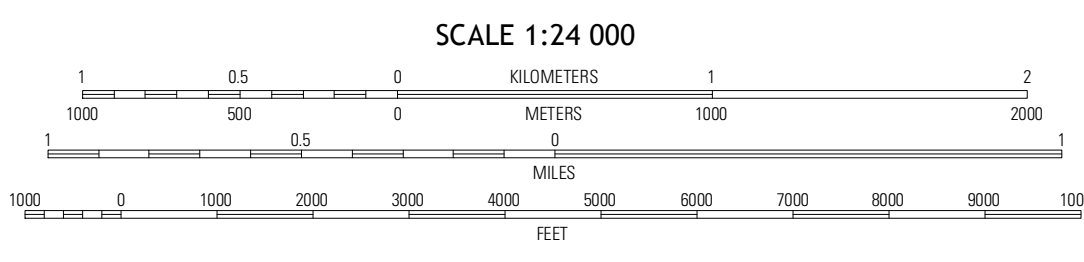 SCALE 1:24 000
1 0.5 0 KILOMETERS 1 2
1000 500 0 METERS 1000 2000
1 0.5 0 1
MILES
1000 0 1000 2000 3000 4000 5000 6000 7000 8000 9000 100
FEET